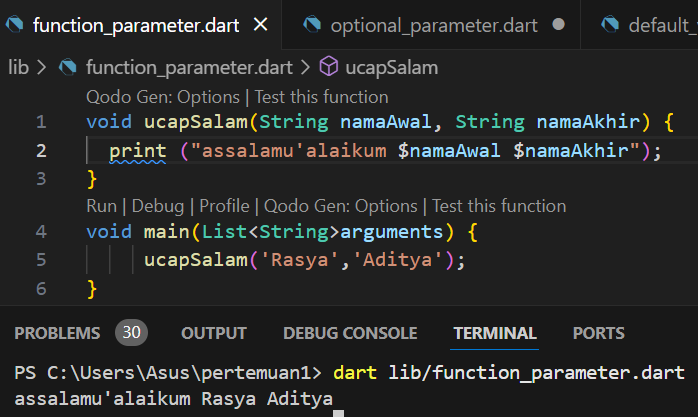 function_parameter.dart optional_parameter.dart default_
lib > function_parameter.dart > ucapSalam
Qodo Gen: Options | Test this function
1 void ucapSalam(String namaAwal, String namaAkhir) {
2 print ("assalamu'alaikum $namaAwal $namaAkhir");
3 }
Run | Debug | Profile | Qodo Gen: Options | Test this function
4 void main(List<String>arguments) {
5 ucapSalam('Rasya','Aditya');
6 }
PROBLEMS 30 OUTPUT DEBUG CONSOLE TERMINAL PORTS
PS C:\Users\Asus\pertemuan1> dart lib/function_parameter.dart
assalamu'alaikum Rasya Aditya